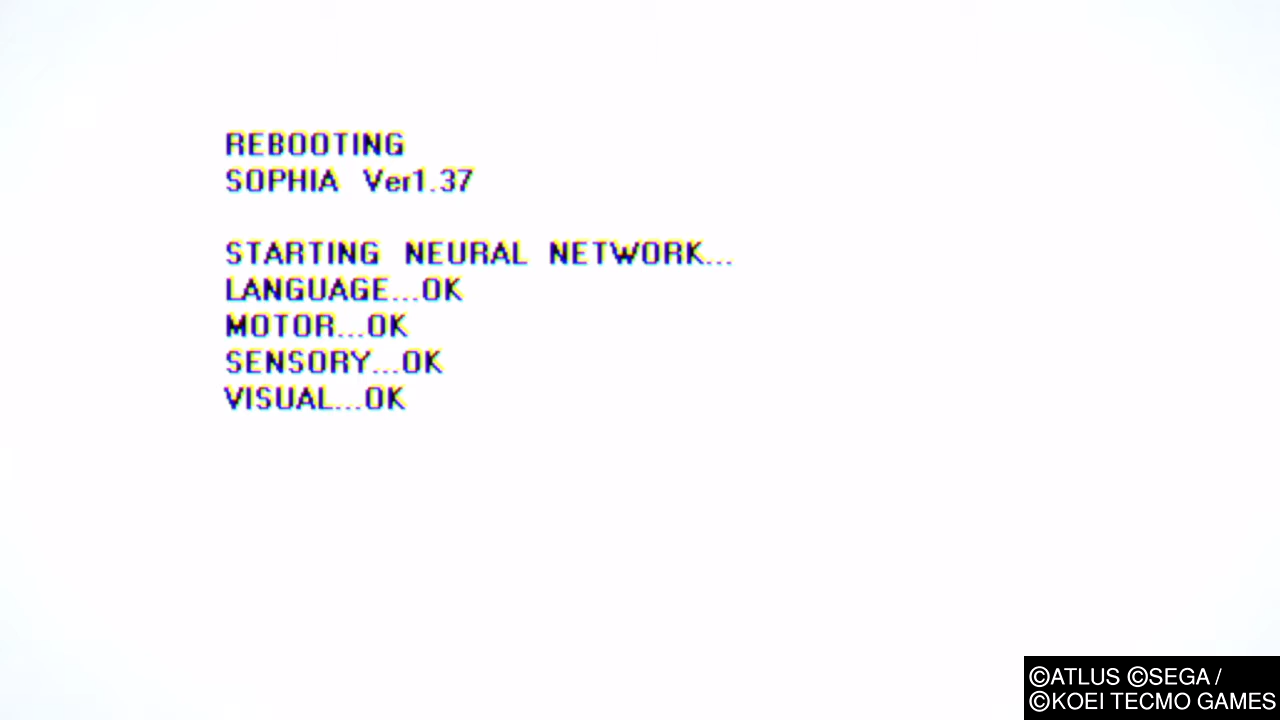 REBOOTING
SOPHIA Ver1.37
STARTING NEURAL NETWORK...
LANGUAGE...OK
MOTOR...OK
SENSORY...OK
VISUAL...OK
©ATLUS ©SEGA /
©KOEI TECMO GAMES